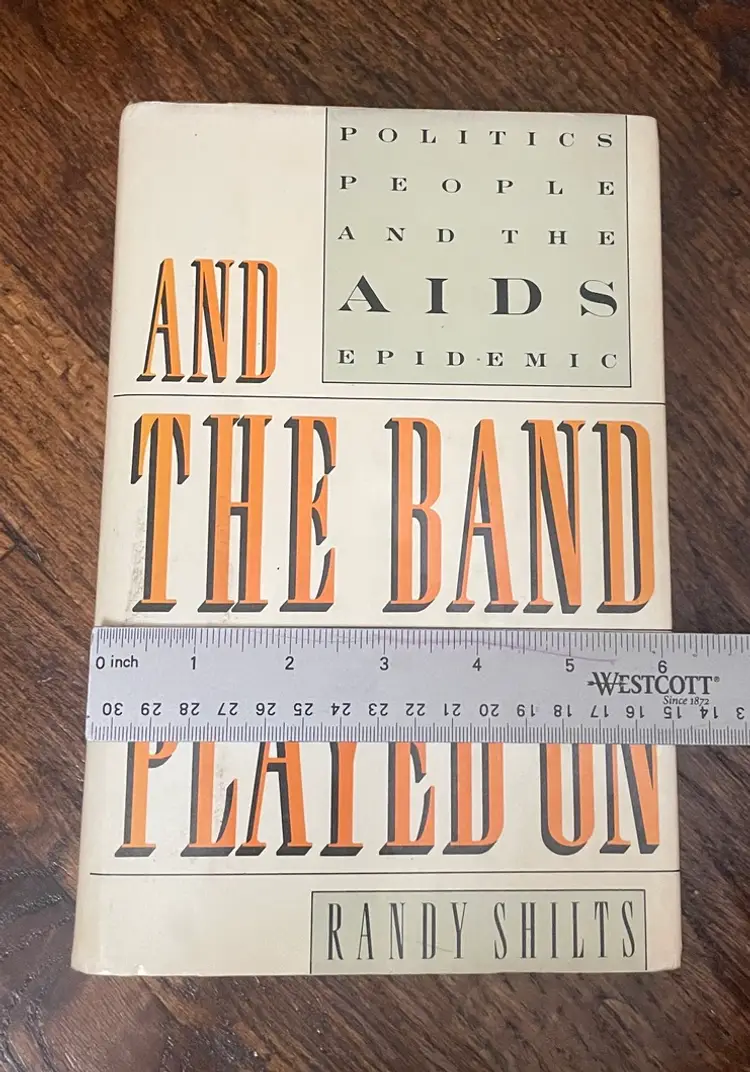 POLITICS
PEOPLE
AND THE
AIDS
EPIDEMIC
AND
THE BAND
0 inch 1 2 3 4 5 6
WESTCOTT®
Since 1872
30 29 28 27 26 25 24 23 22 21 20 19 18 17 16 15 14
PLAYED ON
RANDY SHILTS